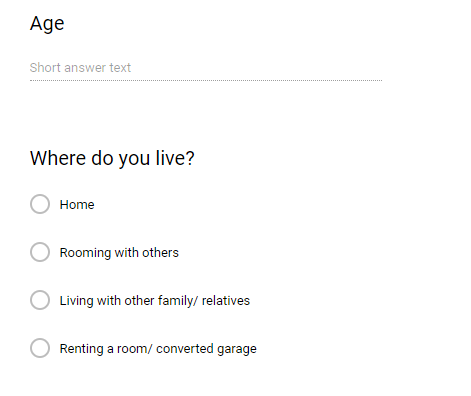 Age
Short answer text
Where do you live?
Home
Rooming with others
Living with other family/ relatives
Renting a room/ converted garage